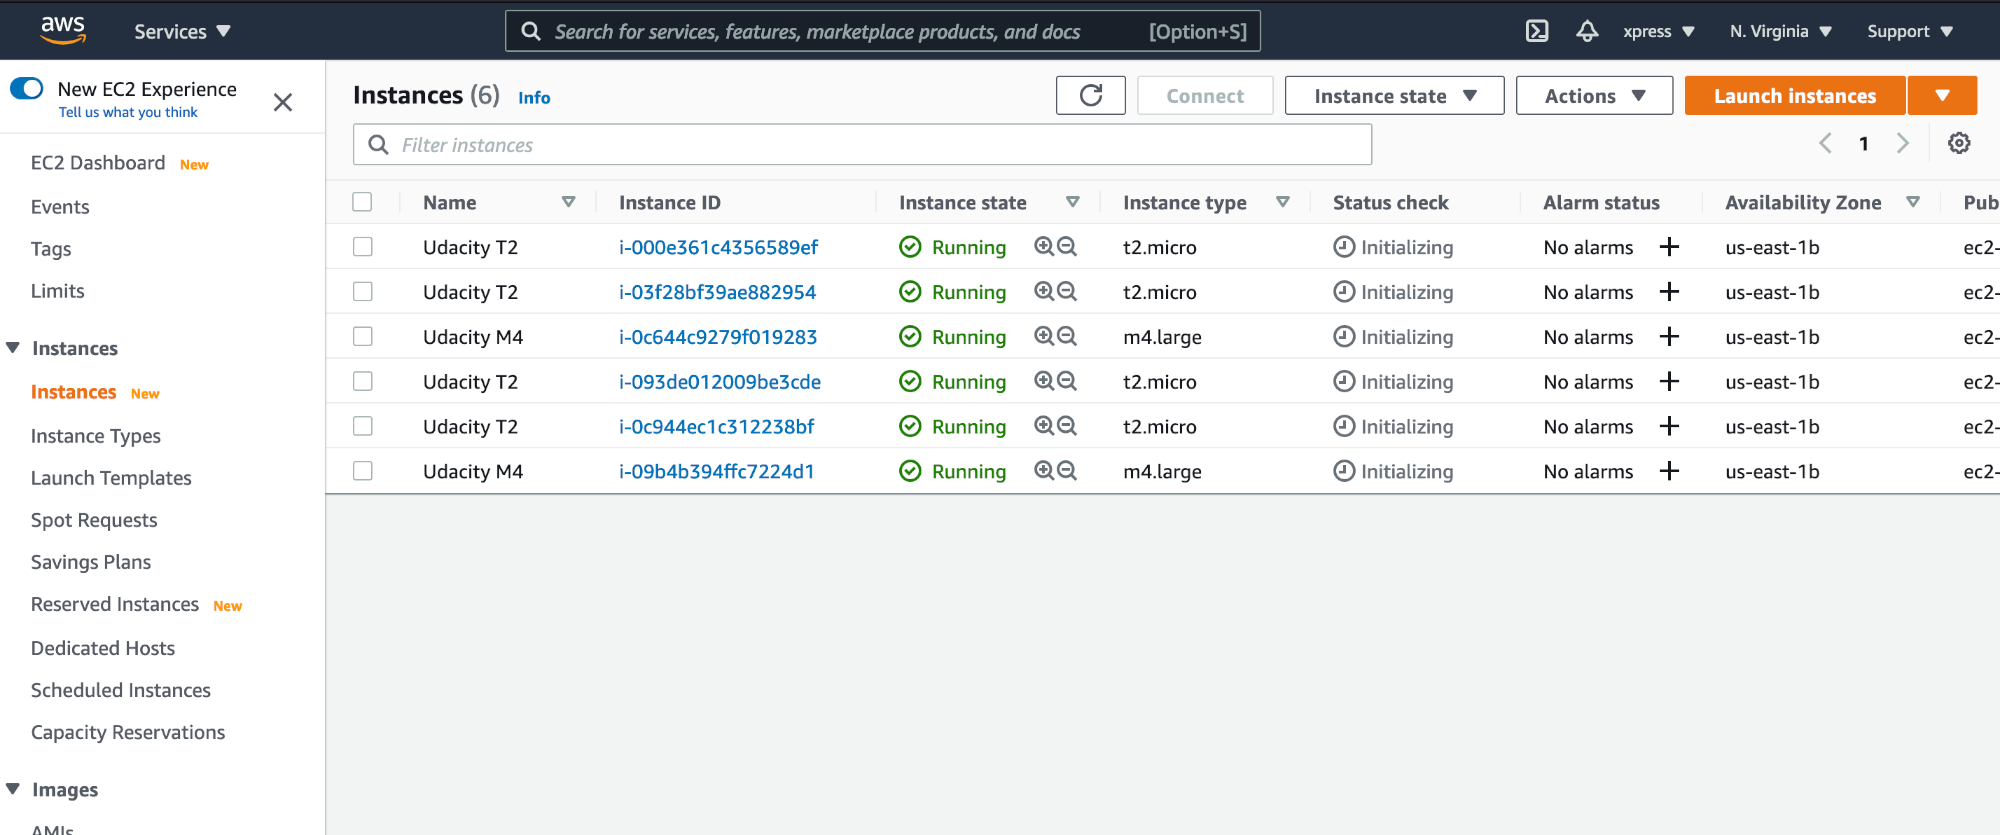 aws Services Search for services, features, marketplace products, and docs [Option+S] xpress N. Virginia Support
New EC2 Experience
Tell us what you think
EC2 Dashboard New
Events
Tags
Limits
Instances
Instances New
Instance Types
Launch Templates
Spot Requests
Savings Plans
Reserved Instances New
Dedicated Hosts
Scheduled Instances
Capacity Reservations
Images
AMIs
Instances (6) Info Connect Instance state Actions Launch instances
Filter instances 1
Name Instance ID Instance state Instance type Status check Alarm status Availability Zone Pub
Udacity T2 i-000e361c4356589ef Running t2.micro Initializing No alarms + us-east-1b ec2-
Udacity T2 i-03f28bf39ae882954 Running t2.micro Initializing No alarms + us-east-1b ec2-
Udacity M4 i-0c644c9279f019283 Running m4.large Initializing No alarms + us-east-1b ec2-
Udacity T2 i-093de012009be3cde Running t2.micro Initializing No alarms + us-east-1b ec2-
Udacity T2 i-0c944ec1c312238bf Running t2.micro Initializing No alarms + us-east-1b ec2-
Udacity M4 i-09b4b394ffc7224d1 Running m4.large Initializing No alarms + us-east-1b ec2-